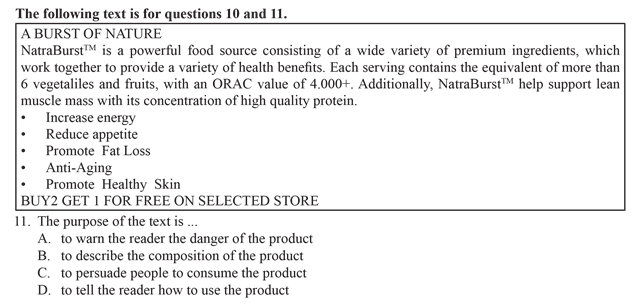 The following text is for questions 10 and 11.
A BURST OF NATURE
NatraBurst™ is a powerful food source consisting of a wide variety of premium ingredients, which
work together to provide a variety of health benefits. Each serving contains the equivalent of more than
6 vegetaliles and fruits, with an ORAC value of 4.000+. Additionally, NatraBurst™ help support lean
muscle mass with its concentration of high quality protein.
• Increase energy
• Reduce appetite
• Promote Fat Loss
• Anti-Aging
• Promote Healthy Skin
BUY2 GET 1 FOR FREE ON SELECTED STORE
11. The purpose of the text is ...
A. to warn the reader the danger of the product
B. to describe the composition of the product
C. to persuade people to consume the product
D. to tell the reader how to use the product